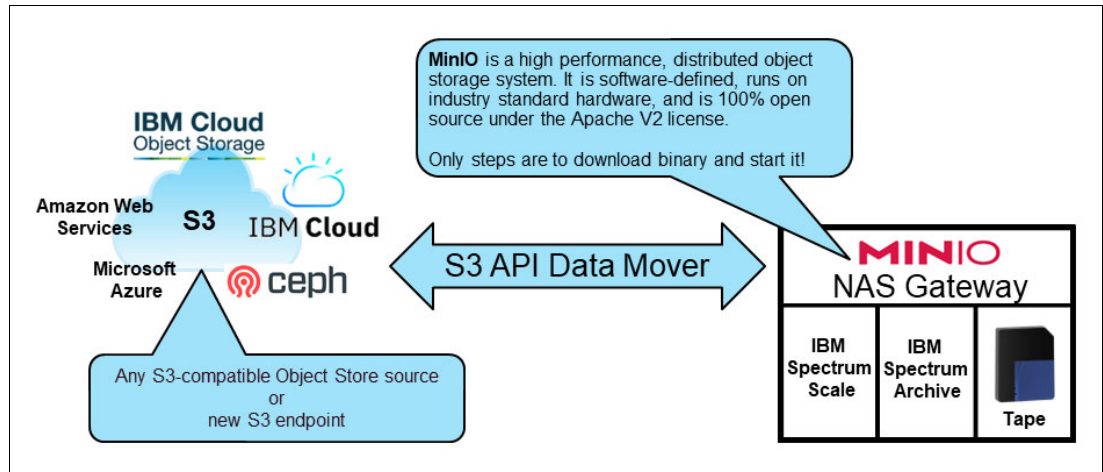 MinIO is a high performance, distributed object
storage system. It is software-defined, runs on
industry standard hardware, and is 100% open
source under the Apache V2 license.
Only steps are to download binary and start it!
IBM Cloud
Object Storage
Amazon Web
Services
S3
IBM Cloud
Microsoft
Azure
ceph
S3 API Data Mover
MINIO
NAS Gateway
IBM
Spectrum
Scale
IBM
Spectrum
Archive
Tape
Any S3-compatible Object Store source
or
new S3 endpoint